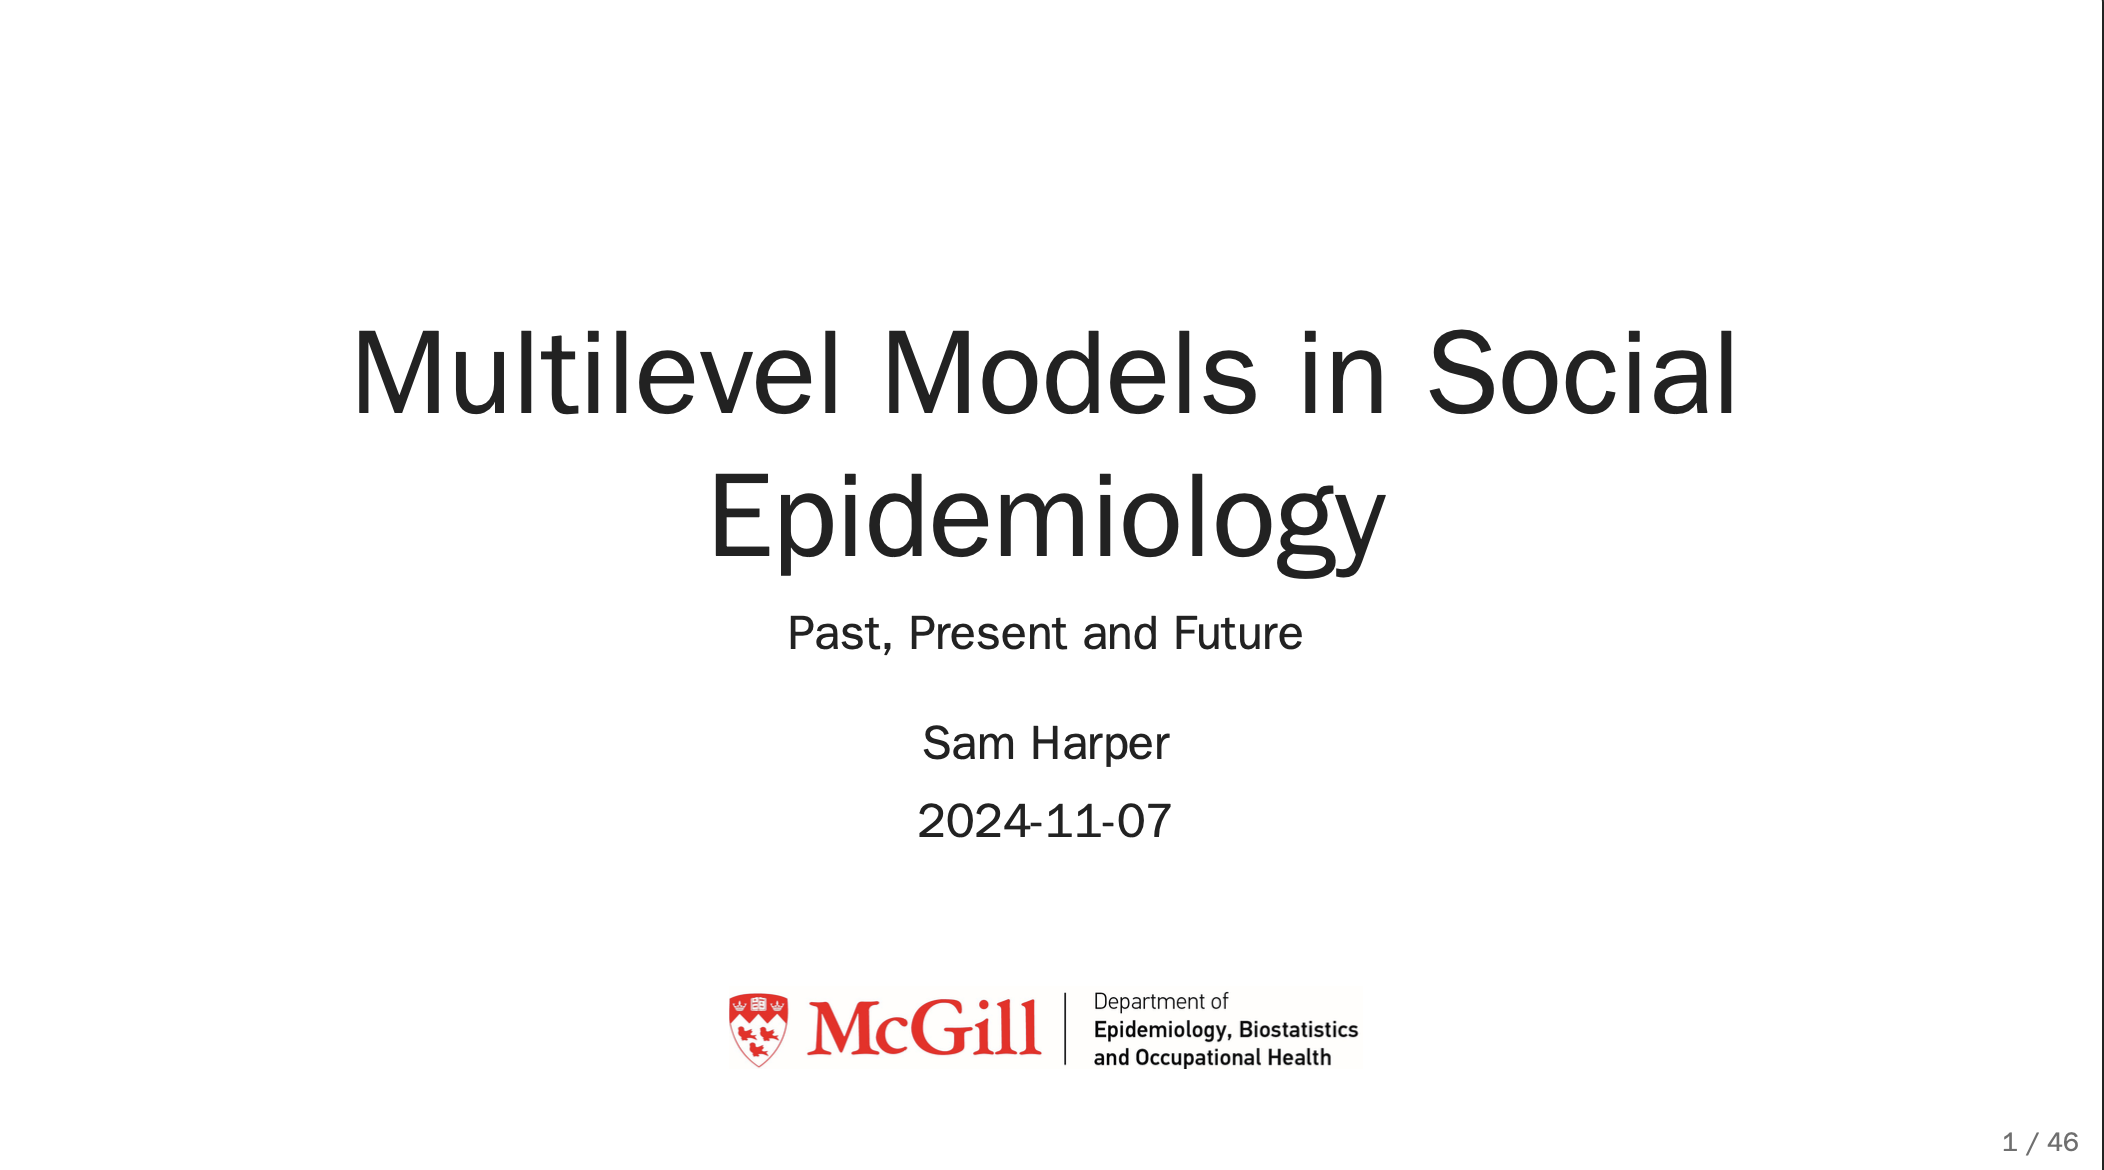 Multilevel Models in Social
Epidemiology
Past, Present and Future
Sam Harper
2024-11-07
McGill
Department of
Epidemiology, Biostatistics
and Occupational Health
1 / 46